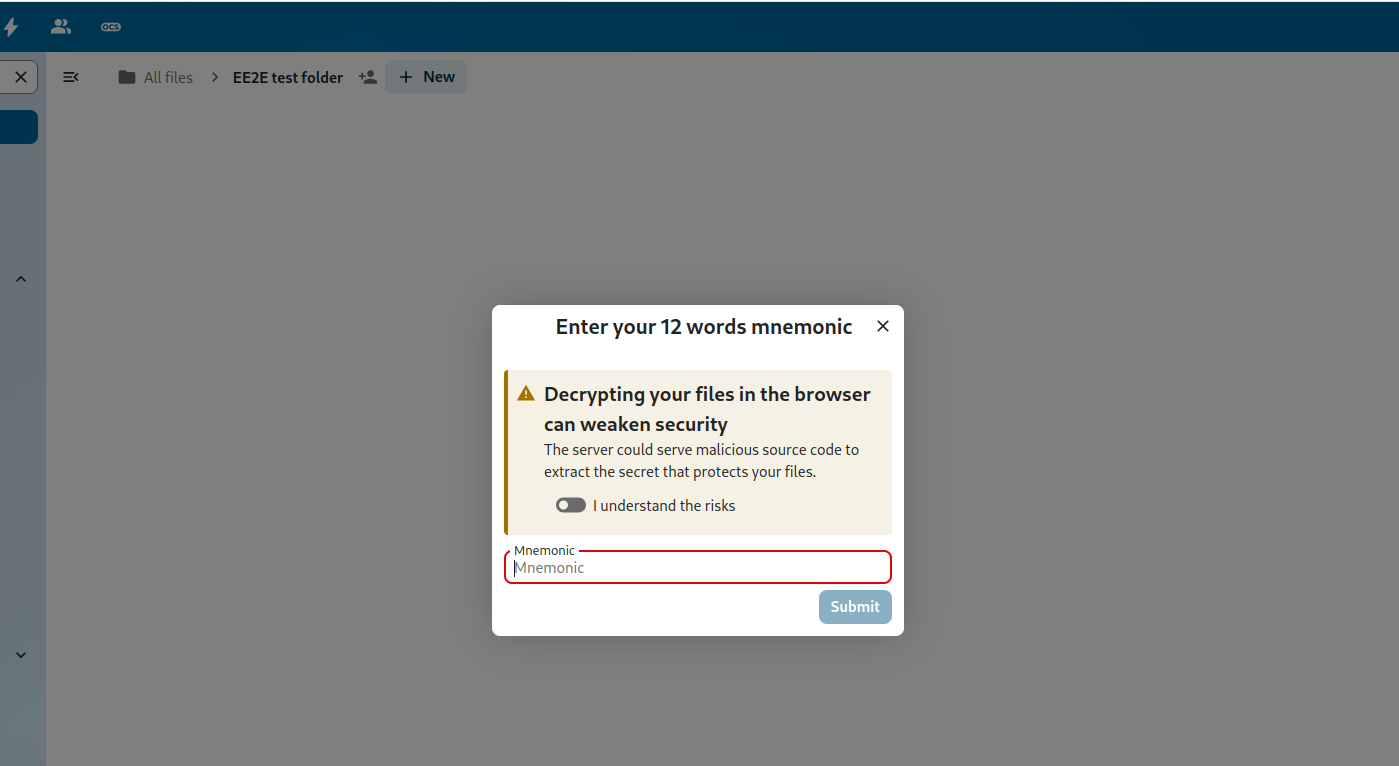 OCS
All files
EE2E test folder
New
Enter your 12 words mnemonic
Decrypting your files in the browser
can weaken security
The server could serve malicious source code to
extract the secret that protects your files.
I understand the risks
Mnemonic
Mnemonic
Submit